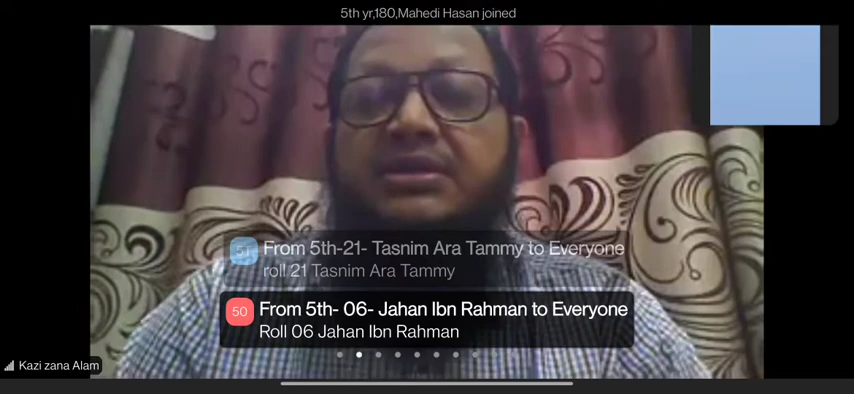 5th yr,180,Mahedi Hasan joined
5T
From 5th-21- Tasnim Ara Tammy to Everyone
roll 21 Tasnim Ara Tammy
50
From 5th- 06- Jahan Ibn Rahman to Everyone
Roll 06 Jahan Ibn Rahman
Kazi zana Alam